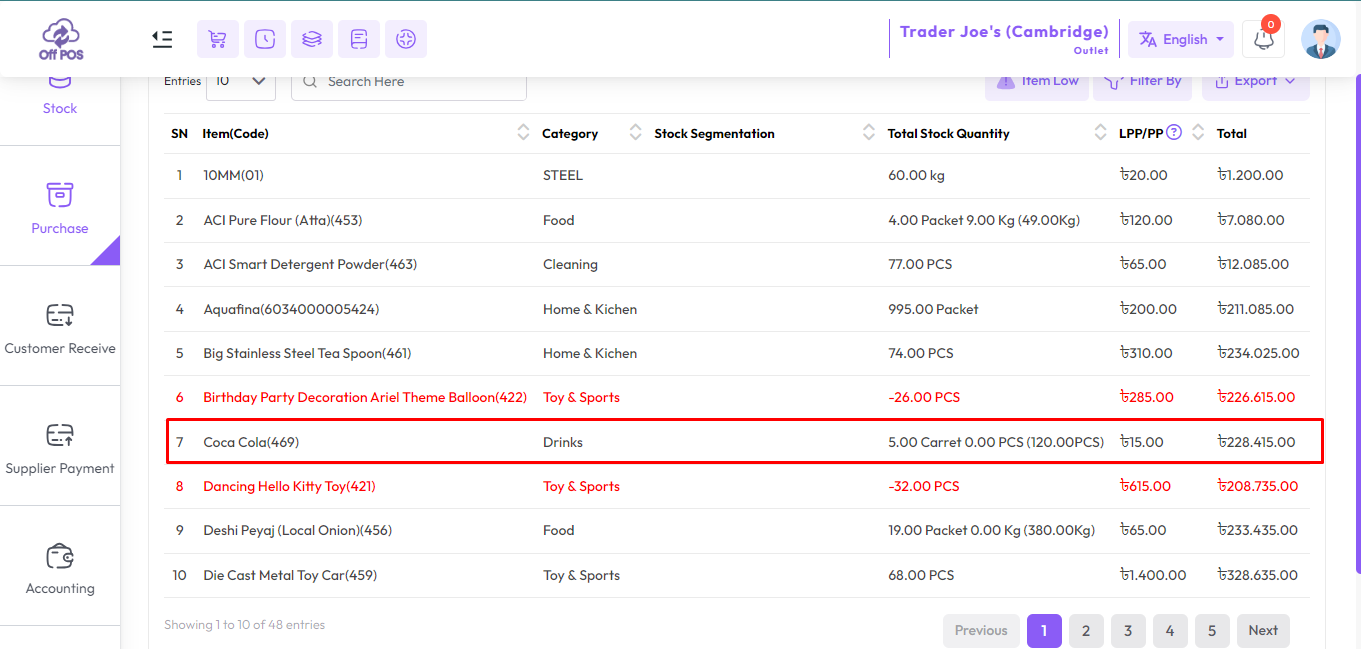 Off POS
Trader Joe's (Cambridge)
Outlet
English
0
Stock
Purchase
Customer Receive
Supplier Payment
Accounting
Entries 10 Search Here Item Low Filter By Export
SN Item(Code) Category Stock Segmentation Total Stock Quantity LPP/PP ? Total
1 10MM(01) STEEL 60.00 kg ৳20.00 ৳1.200.00
2 ACI Pure Flour (Atta)(453) Food 4.00 Packet 9.00 Kg (49.00Kg) ৳120.00 ৳7.080.00
3 ACI Smart Detergent Powder(463) Cleaning 77.00 PCS ৳65.00 ৳12.085.00
4 Aquafina(6034000005424) Home & Kichen 995.00 Packet ৳200.00 ৳211.085.00
5 Big Stainless Steel Tea Spoon(461) Home & Kichen 74.00 PCS ৳310.00 ৳234.025.00
6 Birthday Party Decoration Ariel Theme Balloon(422) Toy & Sports -26.00 PCS ৳285.00 ৳226.615.00
7 Coca Cola(469) Drinks 5.00 Carret 0.00 PCS (120.00PCS) ৳15.00 ৳228.415.00
8 Dancing Hello Kitty Toy(421) Toy & Sports -32.00 PCS ৳615.00 ৳208.735.00
9 Deshi Peyaj (Local Onion)(456) Food 19.00 Packet 0.00 Kg (380.00Kg) ৳65.00 ৳233.435.00
10 Die Cast Metal Toy Car(459) Toy & Sports 68.00 PCS ৳1.400.00 ৳328.635.00
Showing 1 to 10 of 48 entries
Previous 1 2 3 4 5 Next